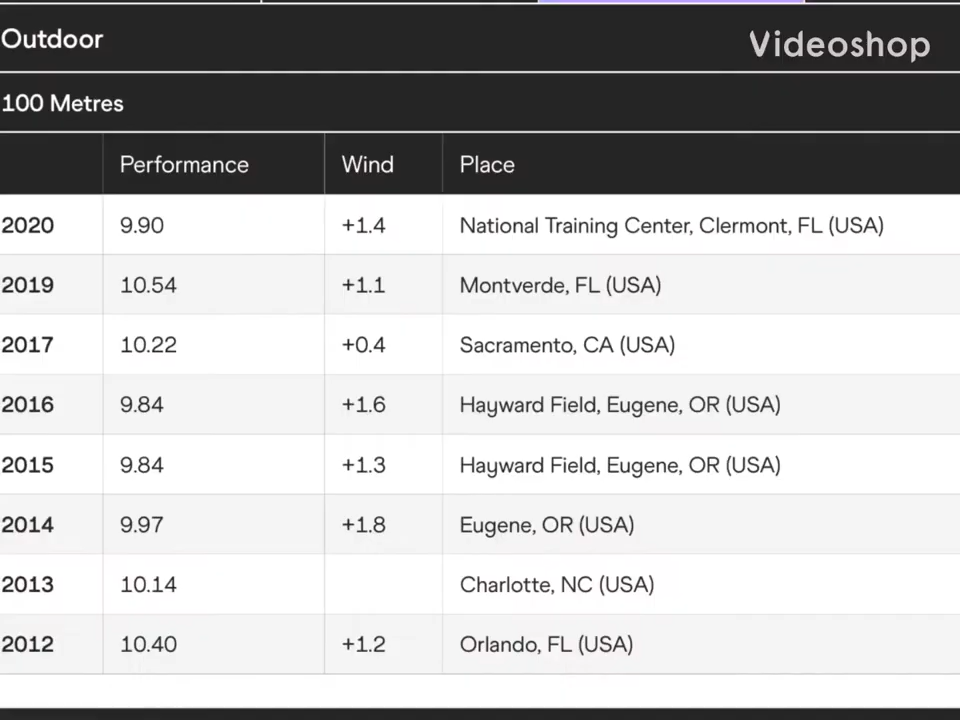 Outdoor
Videoshop
100 Metres
Performance Wind Place
2020 9.90 +1.4 National Training Center, Clermont, FL (USA)
2019 10.54 +1.1 Montverde, FL (USA)
2017 10.22 +0.4 Sacramento, CA (USA)
2016 9.84 +1.6 Hayward Field, Eugene, OR (USA)
2015 9.84 +1.3 Hayward Field, Eugene, OR (USA)
2014 9.97 +1.8 Eugene, OR (USA)
2013 10.14 Charlotte, NC (USA)
2012 10.40 +1.2 Orlando, FL (USA)